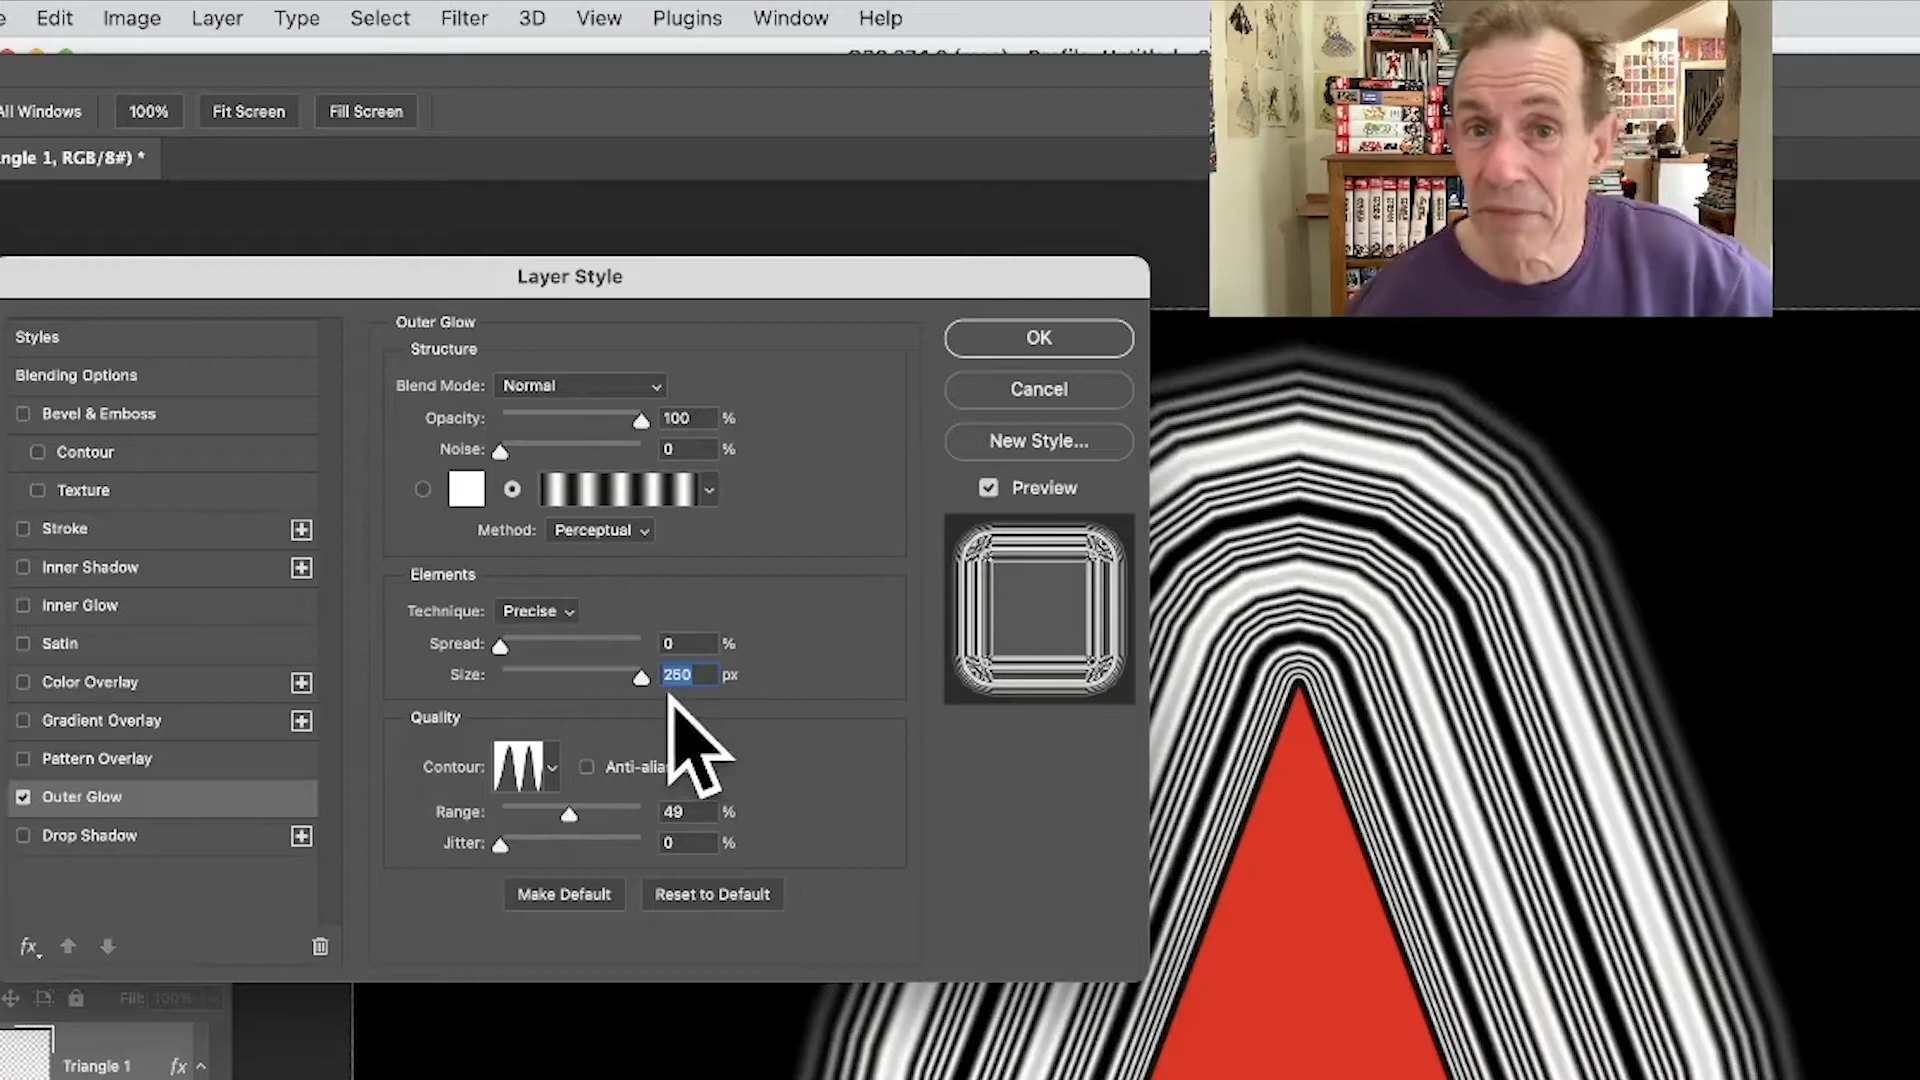 Edit Image Layer Type Select Filter 3D View Plugins Window Help
All Windows 100% Fit Screen Fill Screen
ngle 1, RGB/8#) *
Layer Style
Styles
Blending Options
Bevel & Emboss
Contour
Texture
Stroke
Inner Shadow
Inner Glow
Satin
Color Overlay
Gradient Overlay
Pattern Overlay
Outer Glow
Drop Shadow
fx
Outer Glow
Structure
Blend Mode: Normal
Opacity: 100 %
Noise: 0 %
Method: Perceptual
Elements
Technique: Precise
Spread: 0 %
Size: 250 px
Quality
Contour: Anti-alia
Range: 49 %
Jitter: 0 %
Make Default Reset to Default
OK
Cancel
New Style...
Preview
Fill: 100%
Triangle 1 fx